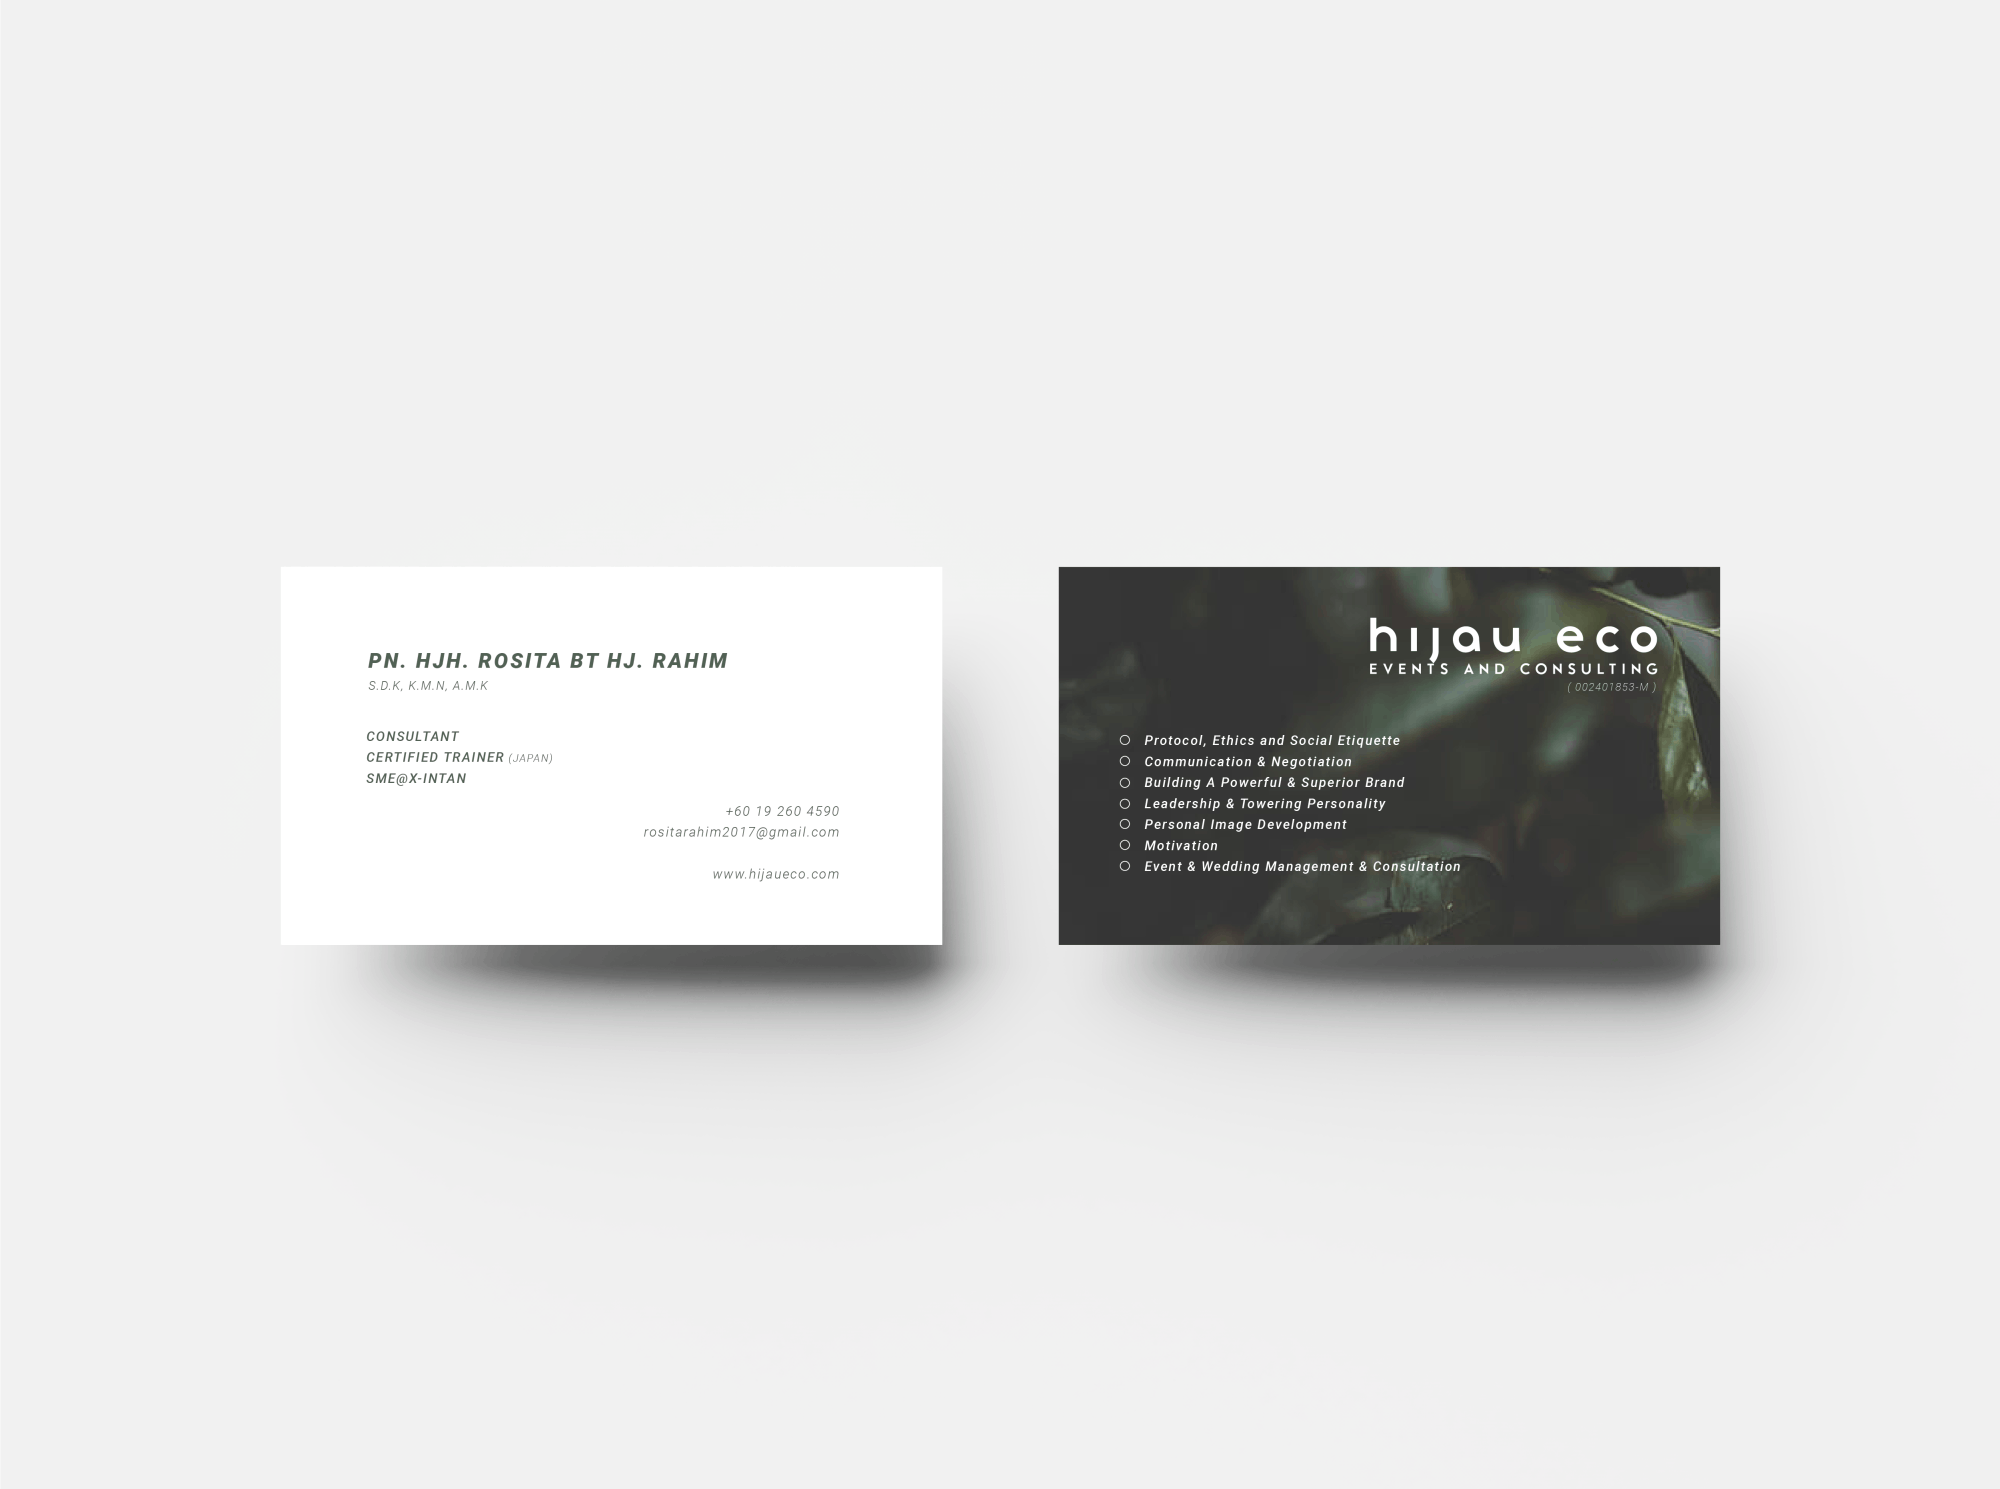 PN. HJH. ROSITA BT HJ. RAHIM
S.D.K, K.M.N, A.M.K
CONSULTANT
CERTIFIED TRAINER (JAPAN)
SME@X-INTAN
+60 19 260 4590
rositarahim2017@gmail.com
www.hijaueco.com
hijau eco
EVENTS AND CONSULTING
( 002401853-M )
Protocol, Ethics and Social Etiquette
Communication & Negotiation
Building A Powerful & Superior Brand
Leadership & Towering Personality
Personal Image Development
Motivation
Event & Wedding Management & Consultation